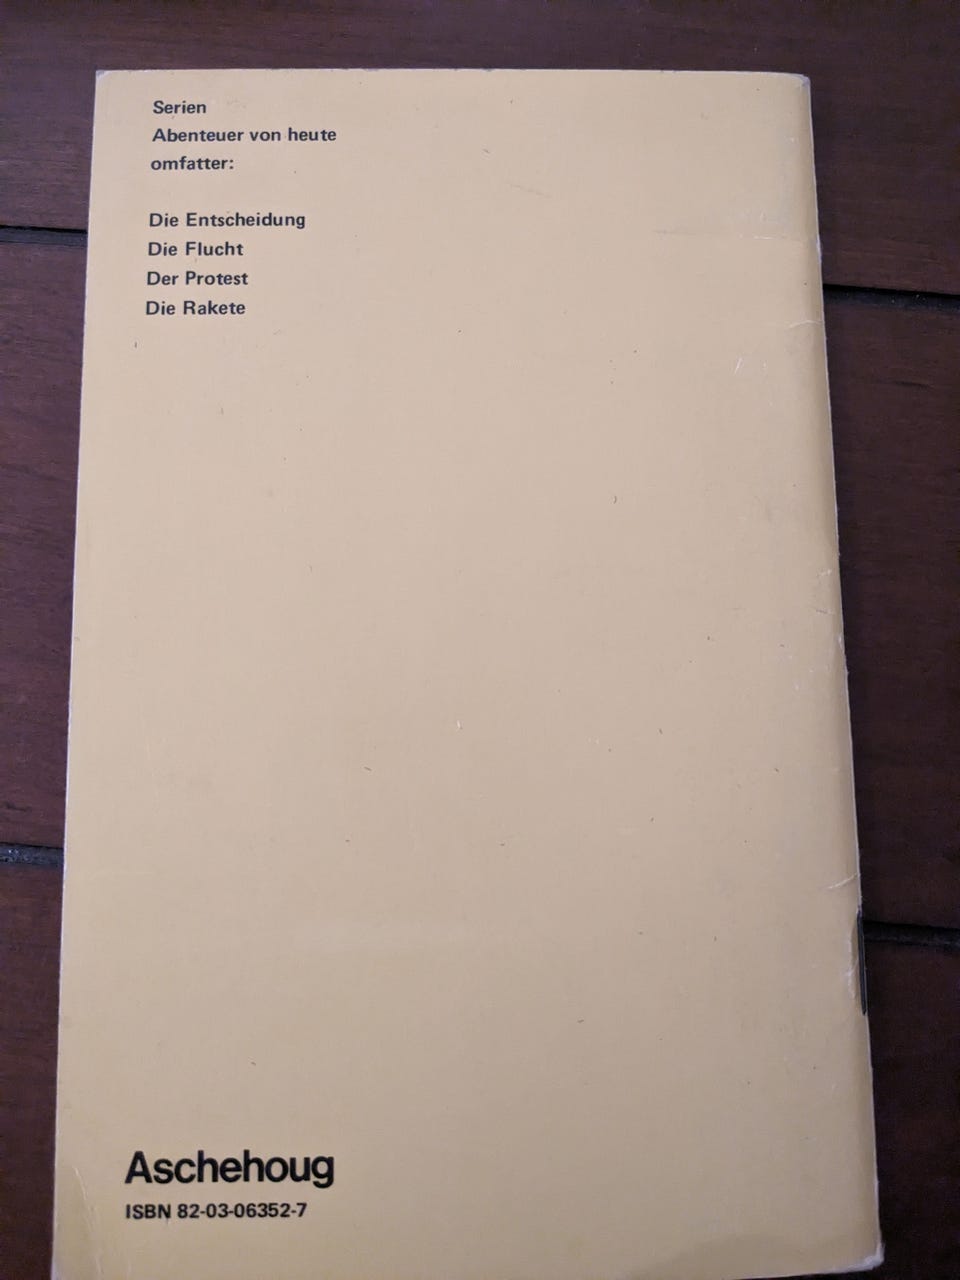 Serien
Abenteuer von heute
omfatter:
Die Entscheidung
Die Flucht
Der Protest
Die Rakete
Aschehoug
ISBN 82-03-06352-7